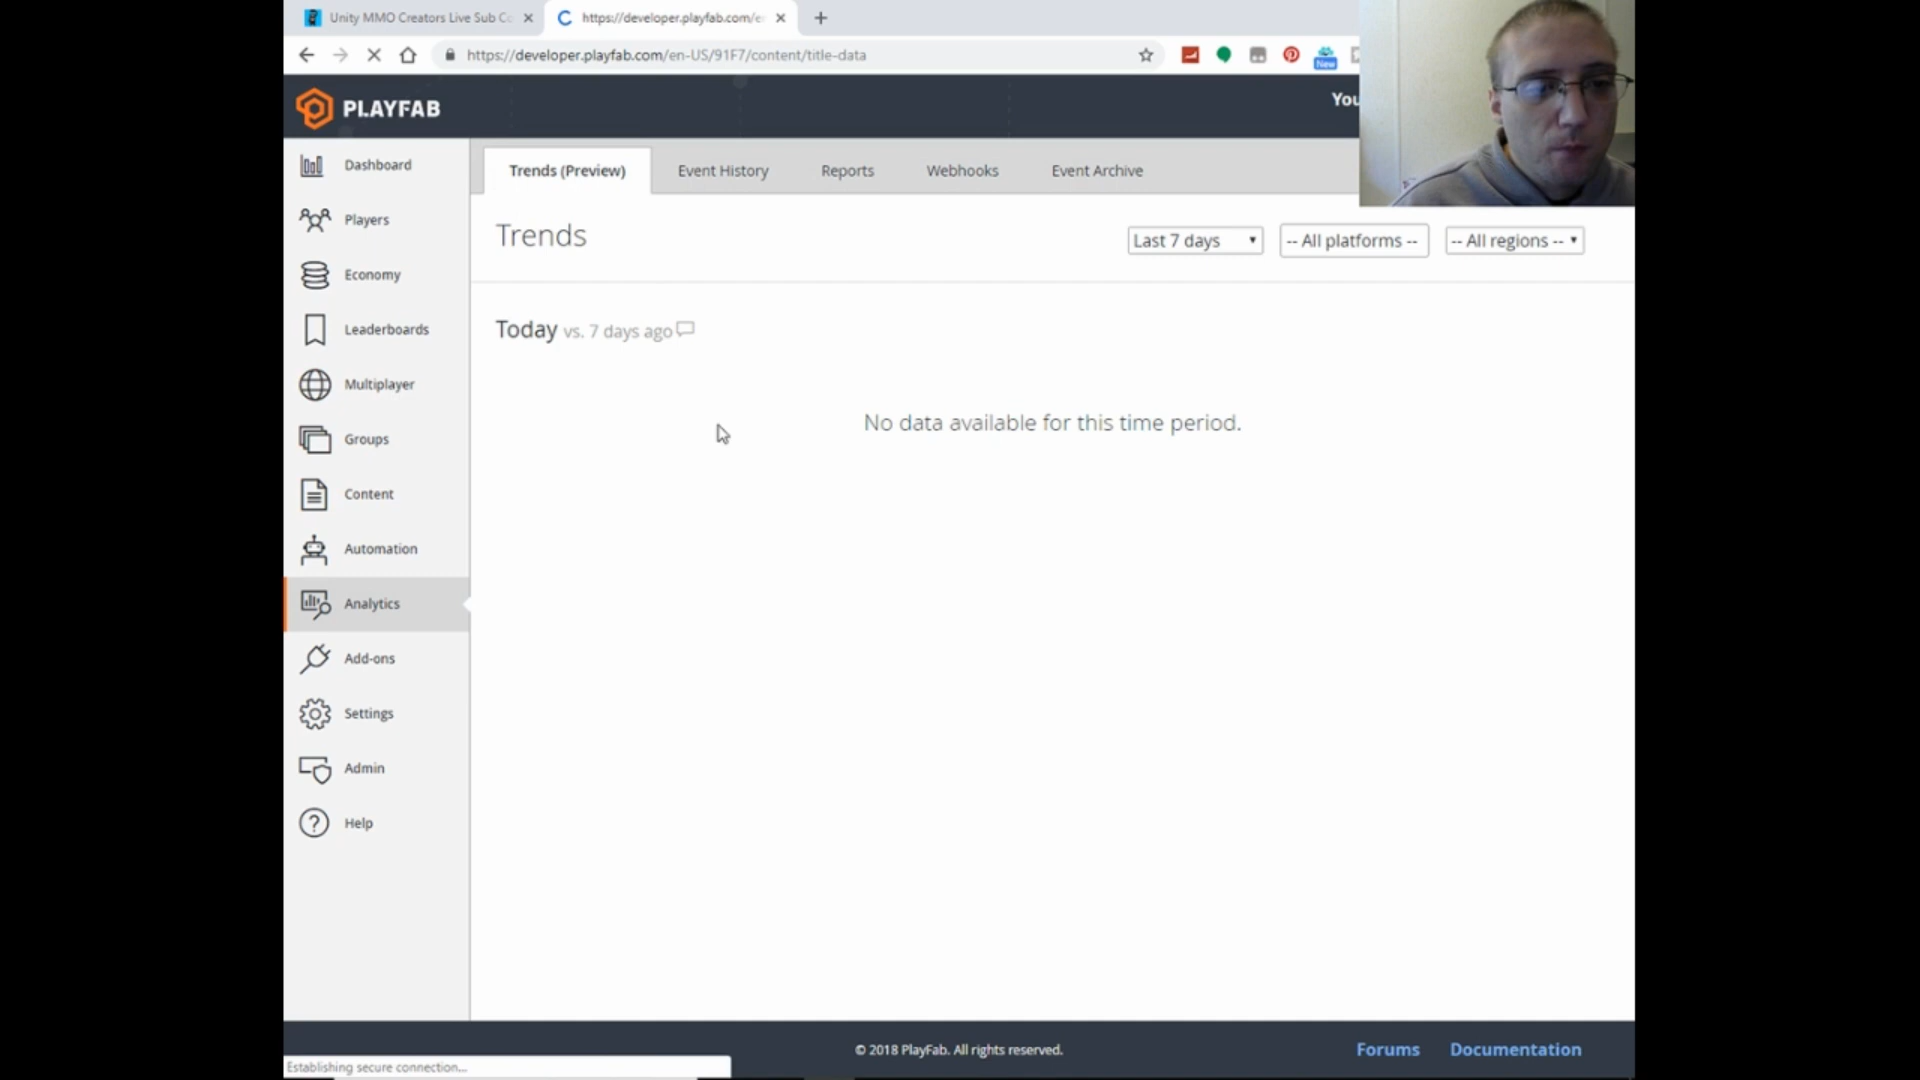 Unity MMO Creators Live Sub Co
https://developer.playfab.com/e
https://developer.playfab.com/en-US/91F7/content/title-data
New
PLAYFAB
You
Dashboard
Players
Economy
Leaderboards
Multiplayer
Groups
Content
Automation
Analytics
Add-ons
Settings
Admin
Help
Trends (Preview)
Event History
Reports
Webhooks
Event Archive
Trends
Last 7 days
-- All platforms --
-- All regions --
Today vs. 7 days ago
No data available for this time period.
© 2018 PlayFab. All rights reserved.
Forums
Documentation
Establishing secure connection...